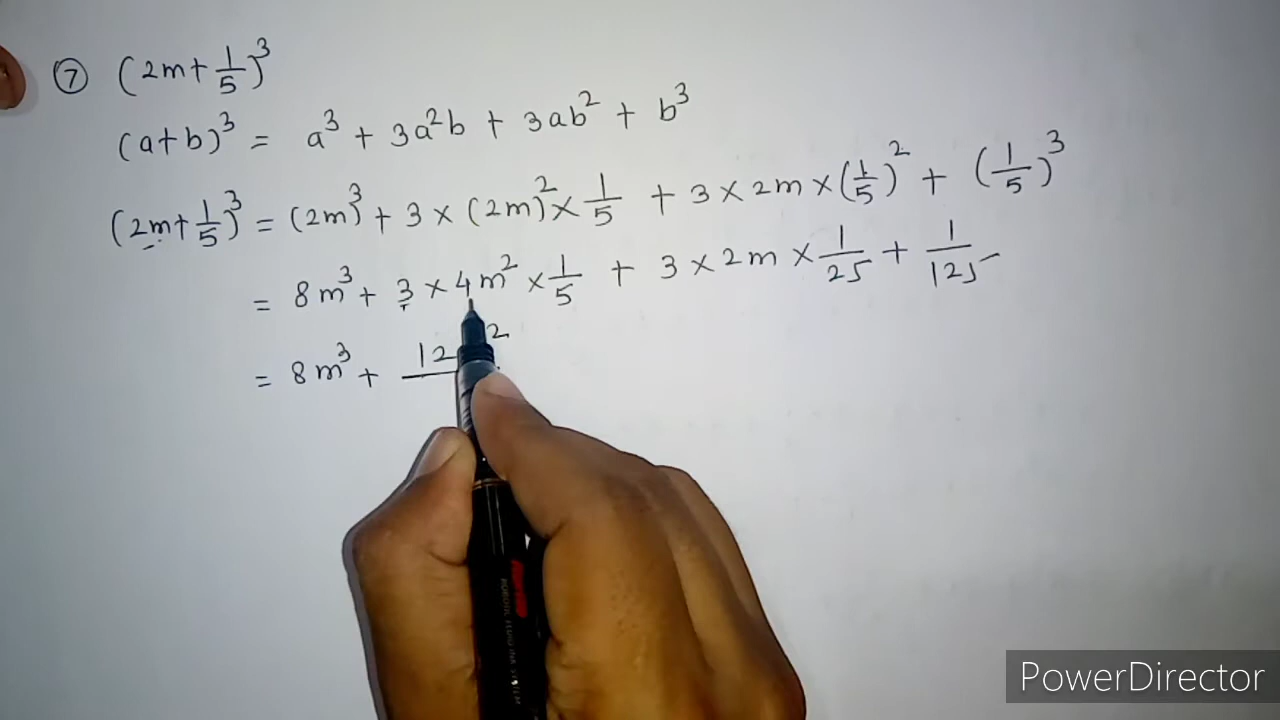 ⑦ (2m+1/5)³
(a+b)³ = a³ + 3a²b + 3ab² + b³
(2m+1/5)³ = (2m)³ + 3 × (2m)² × 1/5 + 3 × 2m × (1/5)² + (1/5)³
= 8m³ + 3 × 4m² × 1/5 + 3 × 2m × 1/25 + 1/125
= 8m³ + 12 2
PowerDirector